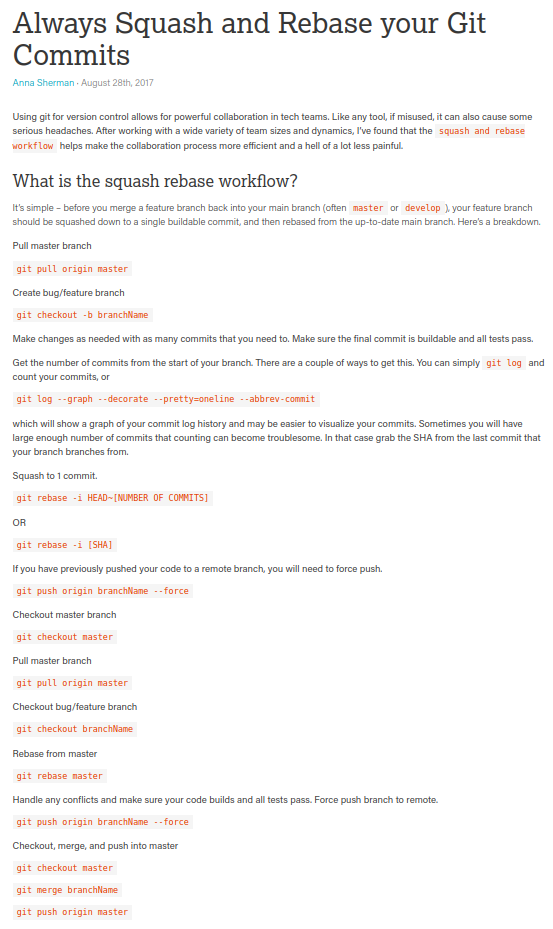 Always Squash and Rebase your Git
Commits
Anna Sherman · August 28th, 2017
Using git for version control allows for powerful collaboration in tech teams. Like any tool, if misused, it can also cause some
serious headaches. After working with a wide variety of team sizes and dynamics, I've found that the squash and rebase
workflow helps make the collaboration process more efficient and a hell of a lot less painful.
What is the squash rebase workflow?
It's simple – before you merge a feature branch back into your main branch (often master or develop ), your feature branch
should be squashed down to a single buildable commit, and then rebased from the up-to-date main branch. Here's a breakdown.
Pull master branch
git pull origin master
Create bug/feature branch
git checkout -b branchName
Make changes as needed with as many commits that you need to. Make sure the final commit is buildable and all tests pass.
Get the number of commits from the start of your branch. There are a couple of ways to get this. You can simply git log and
count your commits, or
git log --graph --decorate --pretty=oneline --abbrev-commit
which will show a graph of your commit log history and may be easier to visualize your commits. Sometimes you will have
large enough number of commits that counting can become troublesome. In that case grab the SHA from the last commit that
your branch branches from.
Squash to 1 commit.
git rebase -i HEAD~[NUMBER OF COMMITS]
OR
git rebase -i [SHA]
If you have previously pushed your code to a remote branch, you will need to force push.
git push origin branchName --force
Checkout master branch
git checkout master
Pull master branch
git pull origin master
Checkout bug/feature branch
git checkout branchName
Rebase from master
git rebase master
Handle any conflicts and make sure your code builds and all tests pass. Force push branch to remote.
git push origin branchName --force
Checkout, merge, and push into master
git checkout master
git merge branchName
git push origin master